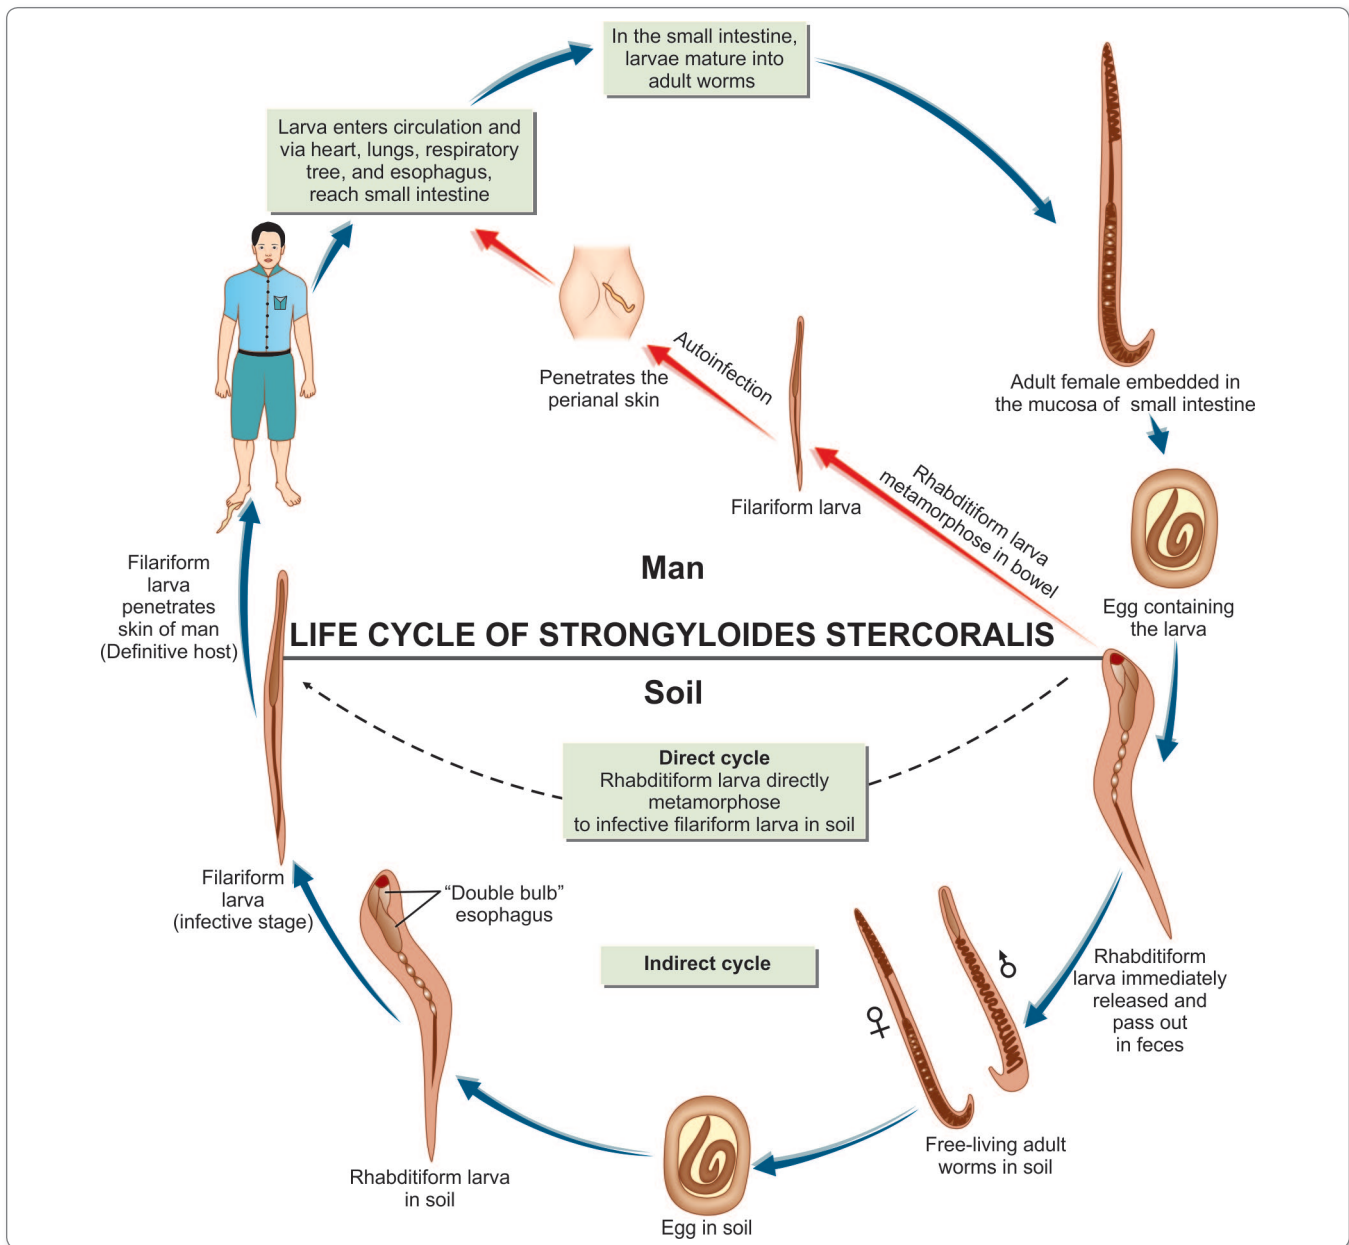 In the small intestine,
larvae mature into
adult worms
Larva enters circulation and
via heart, lungs, respiratory
tree, and esophagus,
reach small intestine
Adult female embedded in
the mucosa of small intestine
Penetrates the
perianal skin
Autoinfection
Filariform larva
Rhabditiform larva
metamorphose in bowel
Egg containing
the larva
Filariform
larva
penetrates
skin of man
(Definitive host)
Man
LIFE CYCLE OF STRONGYLOIDES STERCORALIS
Soil
Direct cycle
Rhabditiform larva directly
metamorphose
to infective filariform larva in soil
Filariform
larva
(infective stage)
“Double bulb”
esophagus
Indirect cycle
♀
♂
Rhabditiform
larva immediately
released and
pass out
in feces
Free-living adult
worms in soil
Rhabditiform larva
in soil
Egg in soil